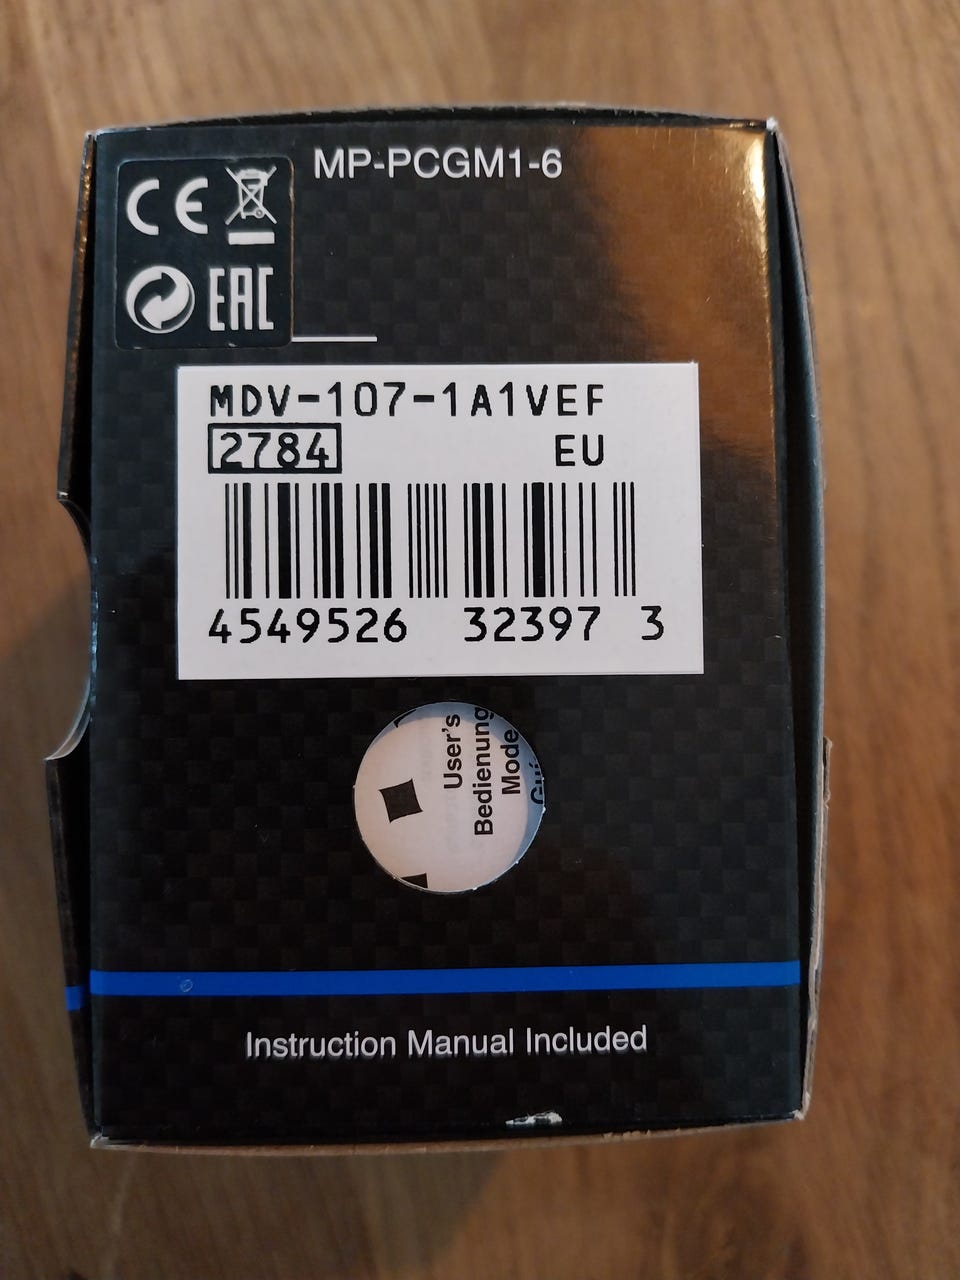 MP-PCGM1-6
CE
EAC
MDV-107-1A1VEF
2784 EU
4549526 32397 3
User's
Bedienung
Mode
Instruction Manual Included